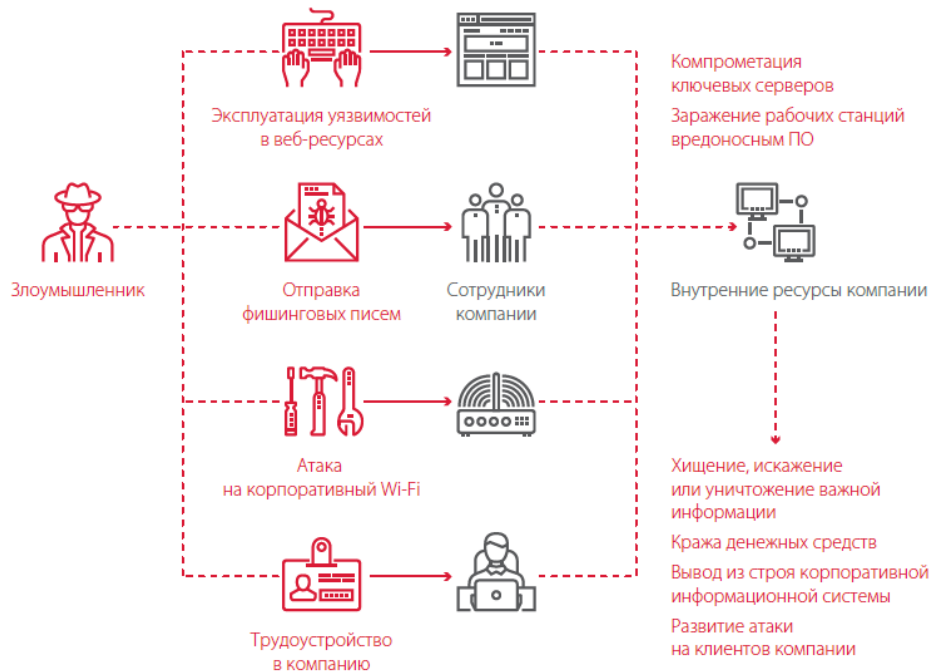 Эксплуатация уязвимостей
в веб-ресурсах
Компрометация
ключевых серверов
Заражение рабочих станций
вредоносным ПО
Злоумышленник
Отправка
фишинговых писем
Сотрудники
компании
Внутренние ресурсы компании
Атака
на корпоративный Wi-Fi
Хищение, искажение
или уничтожение важной
информации
Кража денежных средств
Вывод из строя корпоративной
информационной системы
Развитие атаки
на клиентов компании
Трудоустройство
в компанию